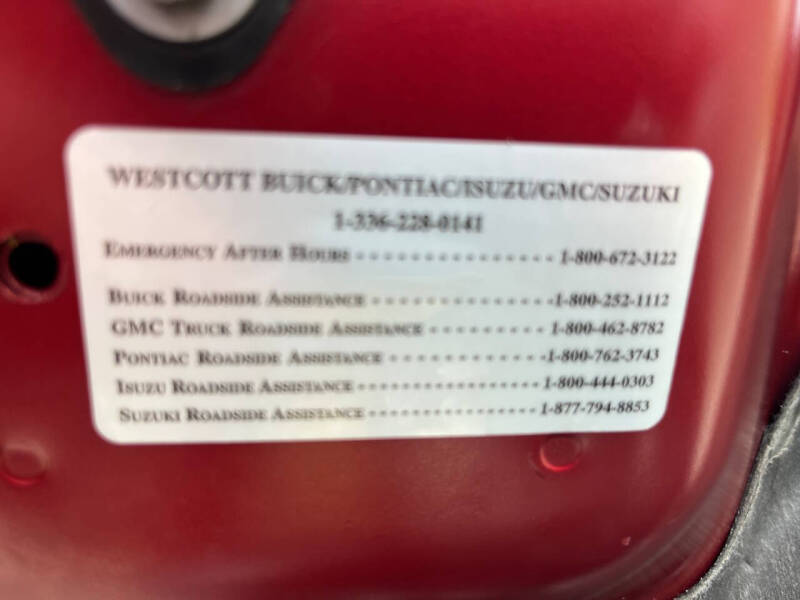 WESTCOTT BUICK/PONTIAC/ISUZU/GMC/SUZUKI
1-336-228-0141
EMERGENCY AFTER HOURS - - - - - - - - - - - - - - - - 1-800-672-3122
BUICK ROADSIDE ASSISTANCE - - - - - - - - - - - - - - -1-800-252-1112
GMC TRUCK ROADSIDE ASSISTANCE - - - - - - - - - - 1-800-462-8782
PONTIAC ROADSIDE ASSISTANCE - - - - - - - - - - - - -1-800-762-3743
ISUZU ROADSIDE ASSISTANCE - - - - - - - - - - - - - - - 1-800-444-0303
SUZUKI ROADSIDE ASSISTANCE - - - - - - - - - - - - - - 1-877-794-8853